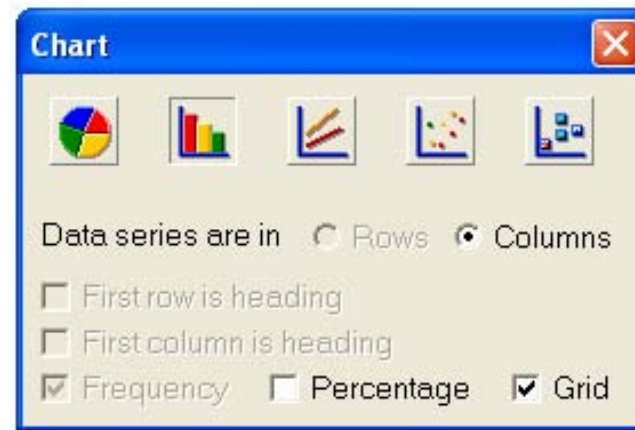 Chart
Data series are in Rows Columns
First row is heading
First column is heading
Frequency Percentage Grid